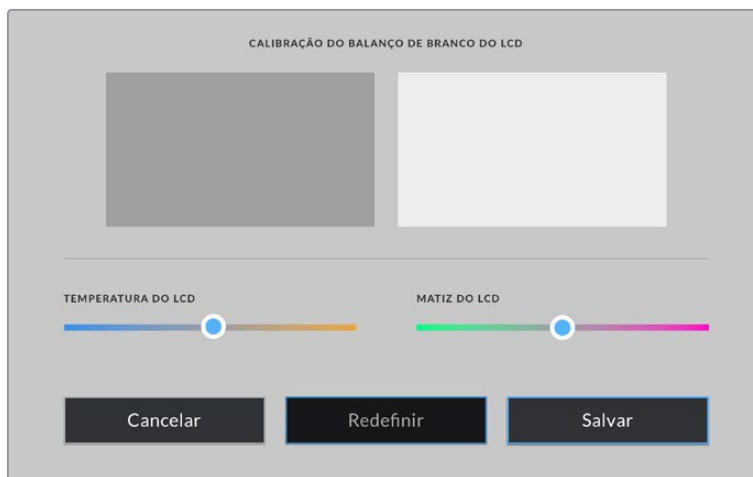 CALIBRAÇÃO DO BALANÇO DE BRANCO DO LCD
TEMPERATURA DO LCD
MATIZ DO LCD
Cancelar
Redefinir
Salvar